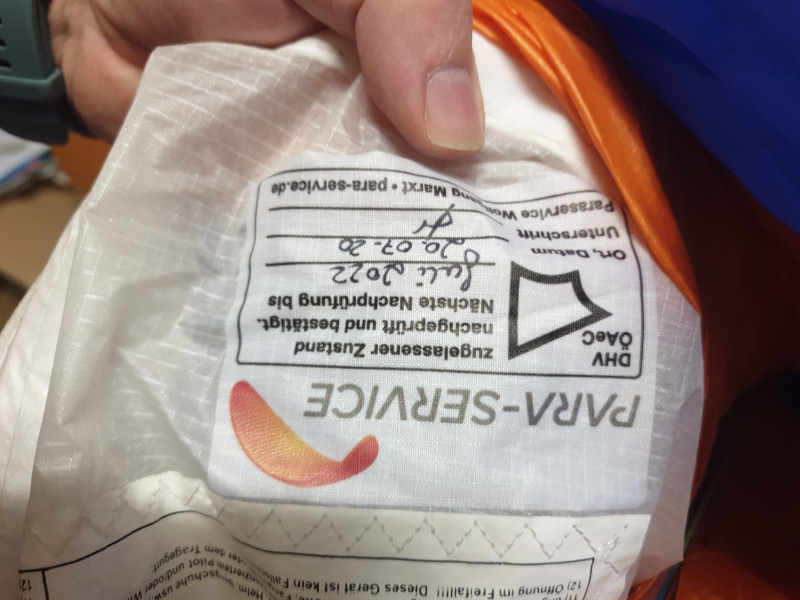 PARA-SERVICE
DHV
ÖAeC
zugelassener Zustand
nachgeprüft und bestätigt.
Nächste Nachprüfung bis
Juli 2022
20.07.20
Ort, Datum
Unterschrift
Paraservice Wolfgang Marxt • para-service.de
12) Öffnung im Freifall!!! Dieses Gerät ist kein